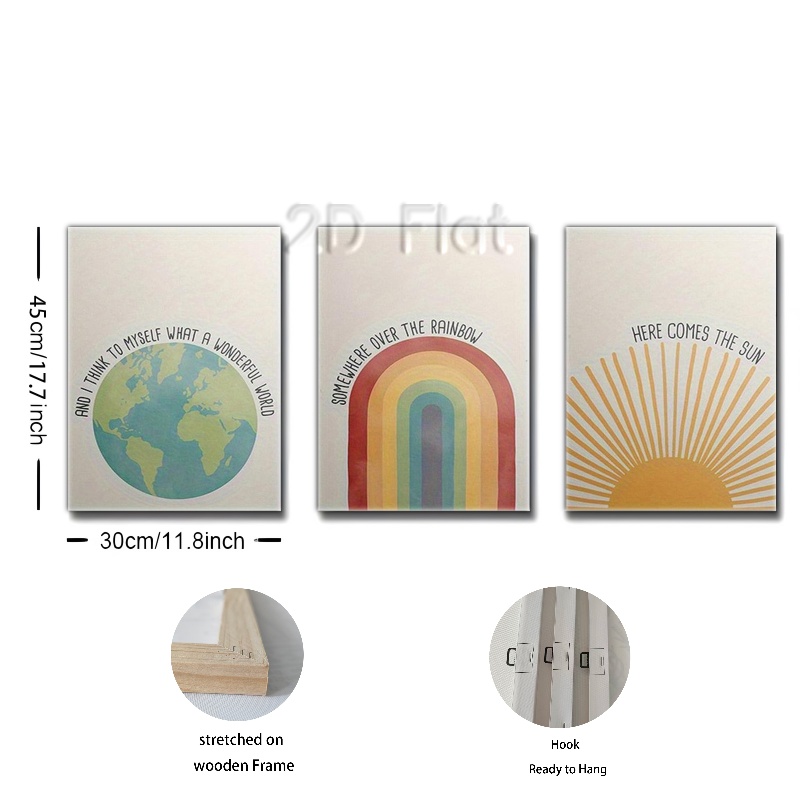 2.D Flat.
45cm/17.7inch
AND I THINK TO MYSELF WHAT A WONDERFUL WORLD
SOMEWHERE OVER THE RAINBOW
HERE COMES THE SUN
30cm/11.8inch
stretched on
wooden Frame
Hook
Ready to Hang